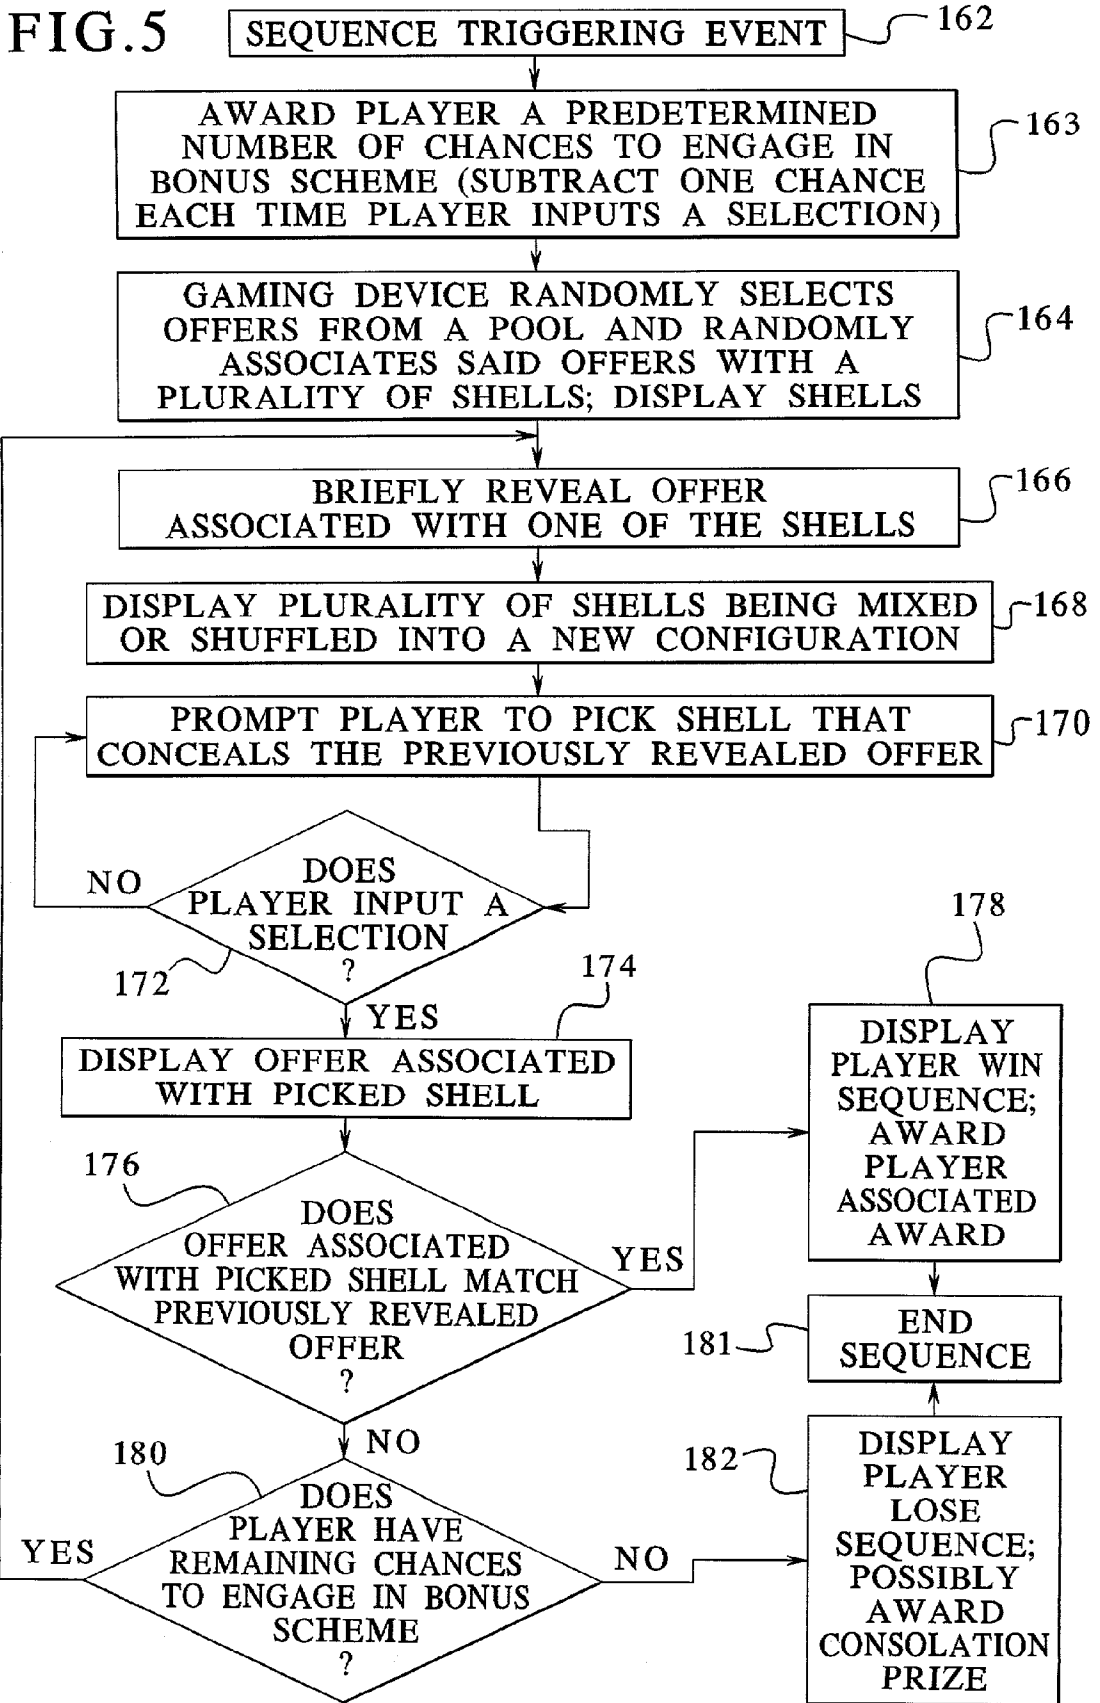 FIG.5
SEQUENCE TRIGGERING EVENT
162
AWARD PLAYER A PREDETERMINED
NUMBER OF CHANCES TO ENGAGE IN
BONUS SCHEME (SUBTRACT ONE CHANCE
EACH TIME PLAYER INPUTS A SELECTION)
163
GAMING DEVICE RANDOMLY SELECTS
OFFERS FROM A POOL AND RANDOMLY
ASSOCIATES SAID OFFERS WITH A
PLURALITY OF SHELLS; DISPLAY SHELLS
164
BRIEFLY REVEAL OFFER
ASSOCIATED WITH ONE OF THE SHELLS
166
DISPLAY PLURALITY OF SHELLS BEING MIXED
OR SHUFFLED INTO A NEW CONFIGURATION
168
PROMPT PLAYER TO PICK SHELL THAT
CONCEALS THE PREVIOUSLY REVEALED OFFER
170
DOES
PLAYER INPUT A
SELECTION
?
NO
172
YES
174
DISPLAY OFFER ASSOCIATED
WITH PICKED SHELL
176
DOES
OFFER ASSOCIATED
WITH PICKED SHELL MATCH
PREVIOUSLY REVEALED
OFFER
?
YES
178
DISPLAY
PLAYER WIN
SEQUENCE;
AWARD
PLAYER
ASSOCIATED
AWARD
181
END
SEQUENCE
NO
180
DOES
PLAYER HAVE
REMAINING CHANCES
TO ENGAGE IN BONUS
SCHEME
?
YES
NO
182
DISPLAY
PLAYER
LOSE
SEQUENCE;
POSSIBLY
AWARD
CONSOLATION
PRIZE